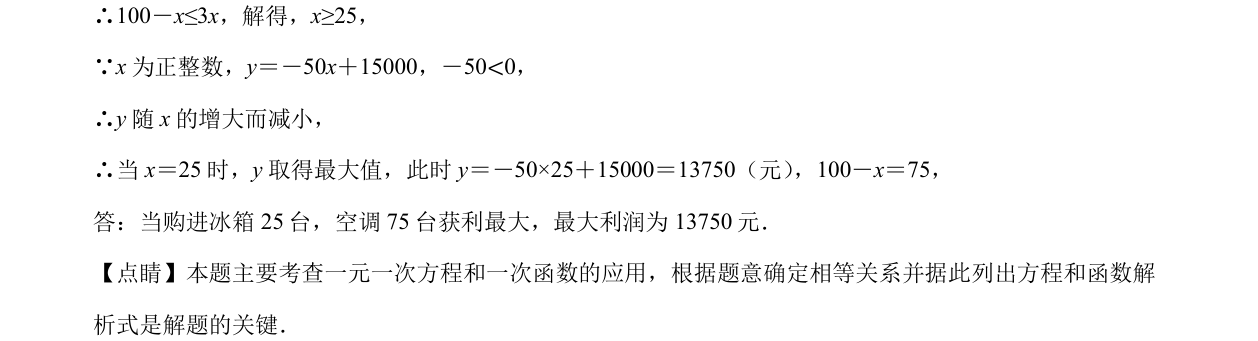 ∴100－x≤3x，解得，x≥25，
∵x 为正整数，y＝－50x＋15000，－50<0，
∴y 随 x 的增大而减小，
∴当 x＝25 时，y 取得最大值，此时 y＝－50×25＋15000＝13750（元），100－x＝75，
答：当购进冰箱 25 台，空调 75 台获利最大，最大利润为 13750 元．
【点睛】本题主要考查一元一次方程和一次函数的应用，根据题意确定相等关系并据此列出方程和函数解
析式是解题的关键．